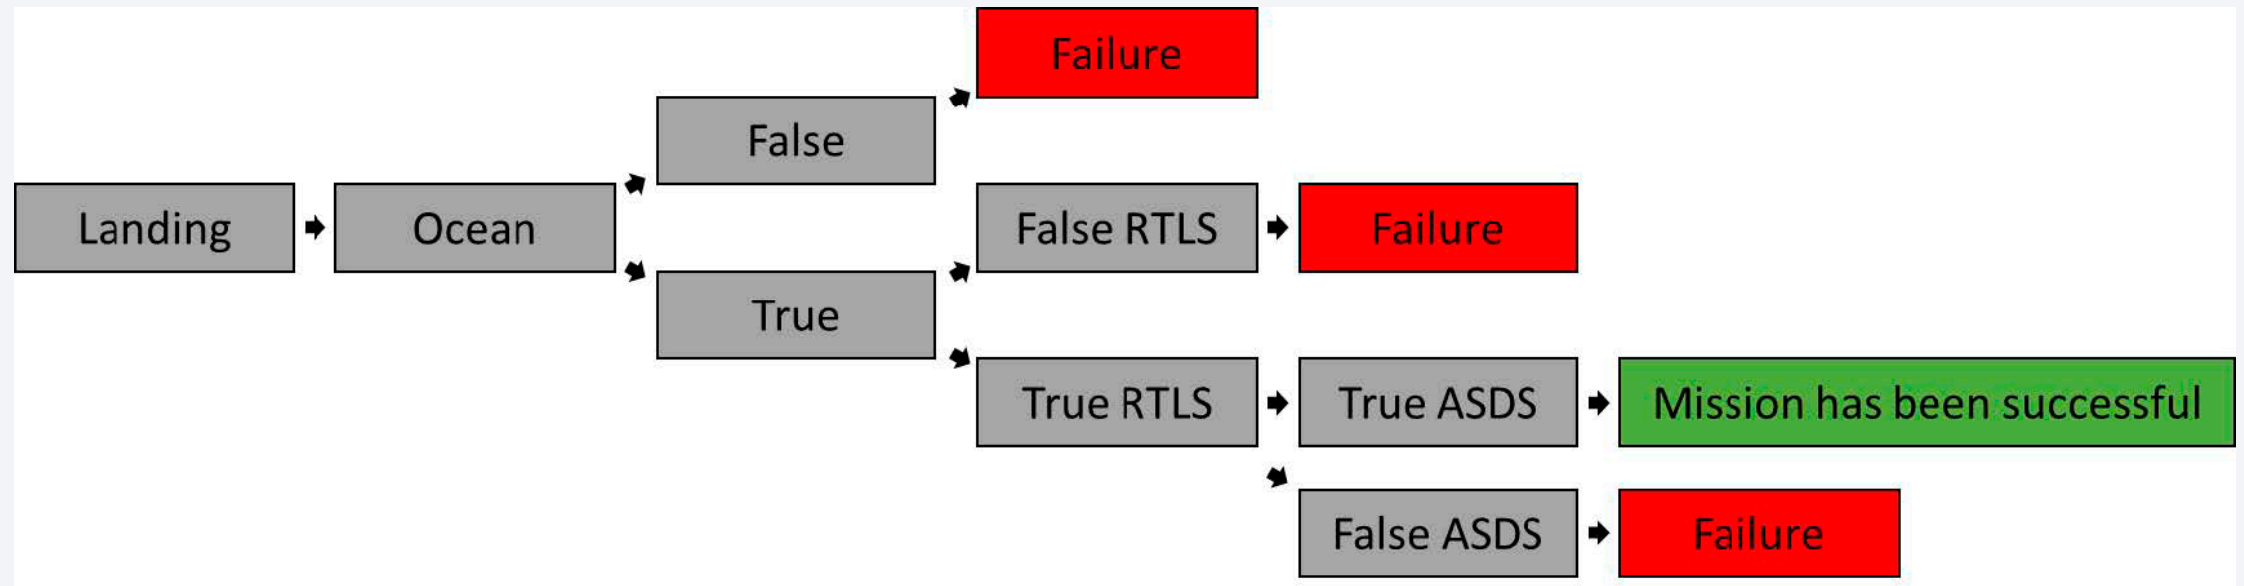 Failure
False
Landing
Ocean
False RTLS
Failure
True
True RTLS
True ASDS
Mission has been successful
False ASDS
Failure